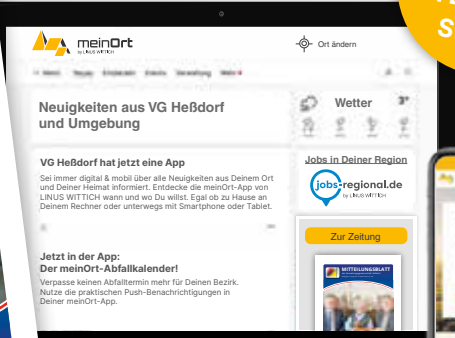 meinOrt
by LINUS WITTICH
Ort ändern
Neuigkeiten aus VG Heßdorf
und Umgebung
Wetter 3°
VG Heßdorf hat jetzt eine App
Sei immer digital & mobil über alle Neuigkeiten aus Deinem Ort
und Deiner Heimat informiert. Entdecke die meinOrt-App von
LINUS WITTICH wann und wo Du willst. Egal ob zu Hause an
Deinem Rechner oder unterwegs mit Smartphone oder Tablet.
Jobs in Deiner Region
jobs-regional.de
by LINUS WITTICH
Zur Zeitung
MITTEILUNGSBLATT
Jetzt in der App:
Der meinOrt-Abfallkalender!
Verpasse keinen Abfalltermin mehr für Deinen Bezirk.
Nutze die praktischen Push-Benachrichtigungen in
Deiner meinOrt-App.